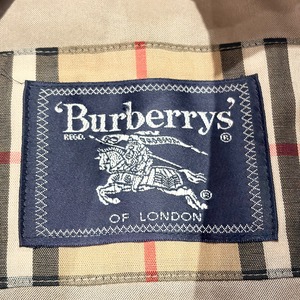 'Burberrys'
REGD. ®
®
OF LONDON